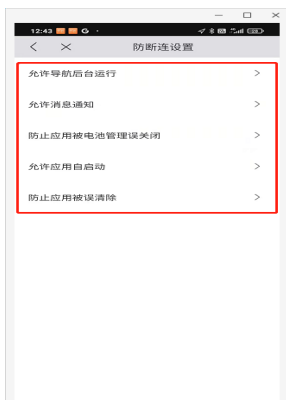 12:43
防断连设置
允许导航后台运行
允许消息通知
防止应用被电池管理误关闭
允许应用自启动
防止应用被误清除